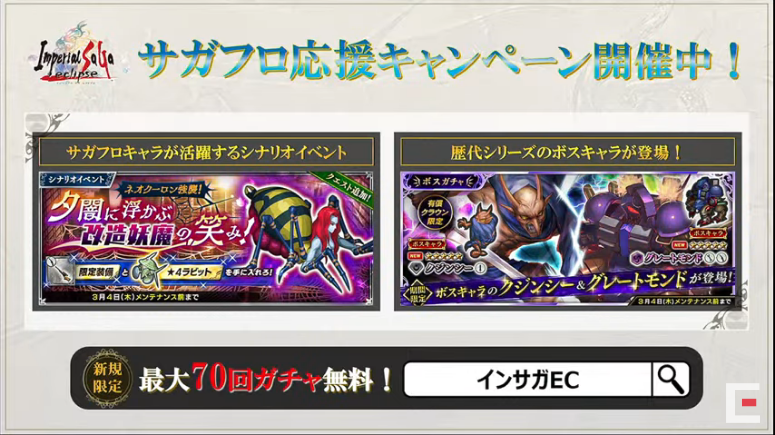 Imperial SaGa
eclipse
サガフロ応援キャンペーン開催中！
サガフロキャラが活躍するシナリオイベント
シナリオイベント
ネオクーロン強襲！
クエスト追加！
夕闇に浮かぶ
改造妖魔の笑み！
限定装備 と ★4ラビット を手に入れろ！
3月4日(木)メンテナンス前まで
歴代シリーズのボスキャラが登場！
ボスガチャ
有償
クラウン
限定
ボスキャラ
NEW
クジンシー
ボスキャラ
NEW
グレートモンド
期間
限定
ボスキャラのクジンシー&グレートモンドが登場！
3月4日(木)メンテナンス前まで
新規
限定
最大70回ガチャ無料！
インサガEC